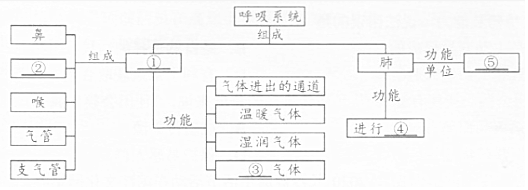 呼吸系统
组成
鼻
②
喉
气管
支气管
组成
①
功能
气体进出的通道
温暖气体
湿润气体
③气体
肺
功能
单位
⑤
功能
进行④